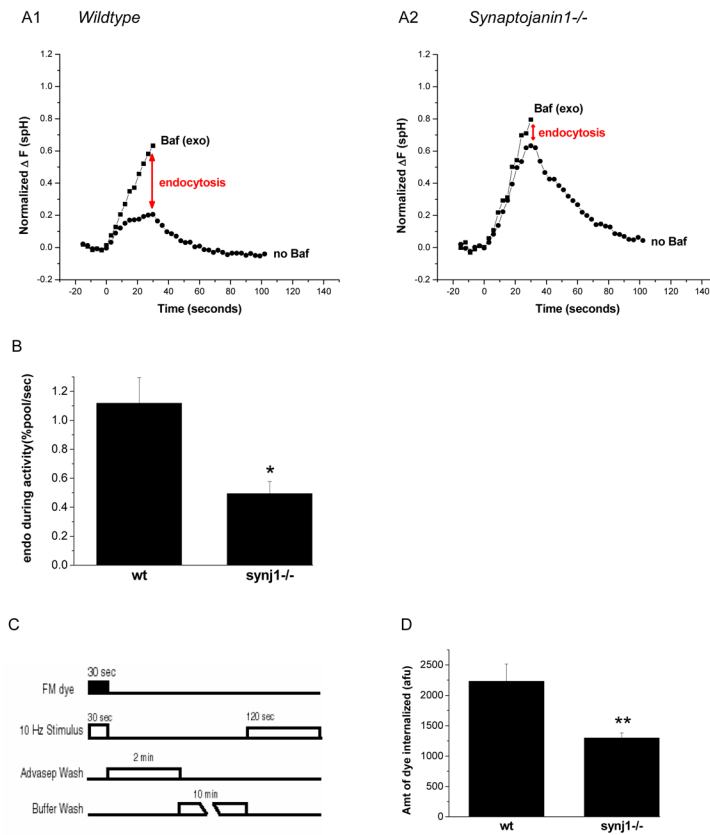 A1 Wildtype
A2 Synaptojanin1-/-
1.2
1.0
0.8
0.6
0.4
0.2
0.0
-0.2
Normalized Δ F (spH)
Baf (exo)
endocytosis
no Baf
-20 0 20 40 60 80 100 120 140
Time (seconds)
1.2
1.0
0.8
0.6
0.4
0.2
0.0
-0.2
Normalized Δ F (spH)
Baf (exo)
endocytosis
no Baf
-20 0 20 40 60 80 100 120 140
Time (seconds)
B
endo during activity(%pool/sec)
1.2
1.0
0.8
0.6
0.4
0.2
0.0
*
wt synj1-/-
C
30 sec
FM dye
30 sec
120 sec
10 Hz Stimulus
2 min
Advasep Wash
10 min
Buffer Wash
D
Amt of dye internalized (afu)
2500
2250
2000
1750
1500
1250
1000
750
500
250
0
**
wt synj1-/-